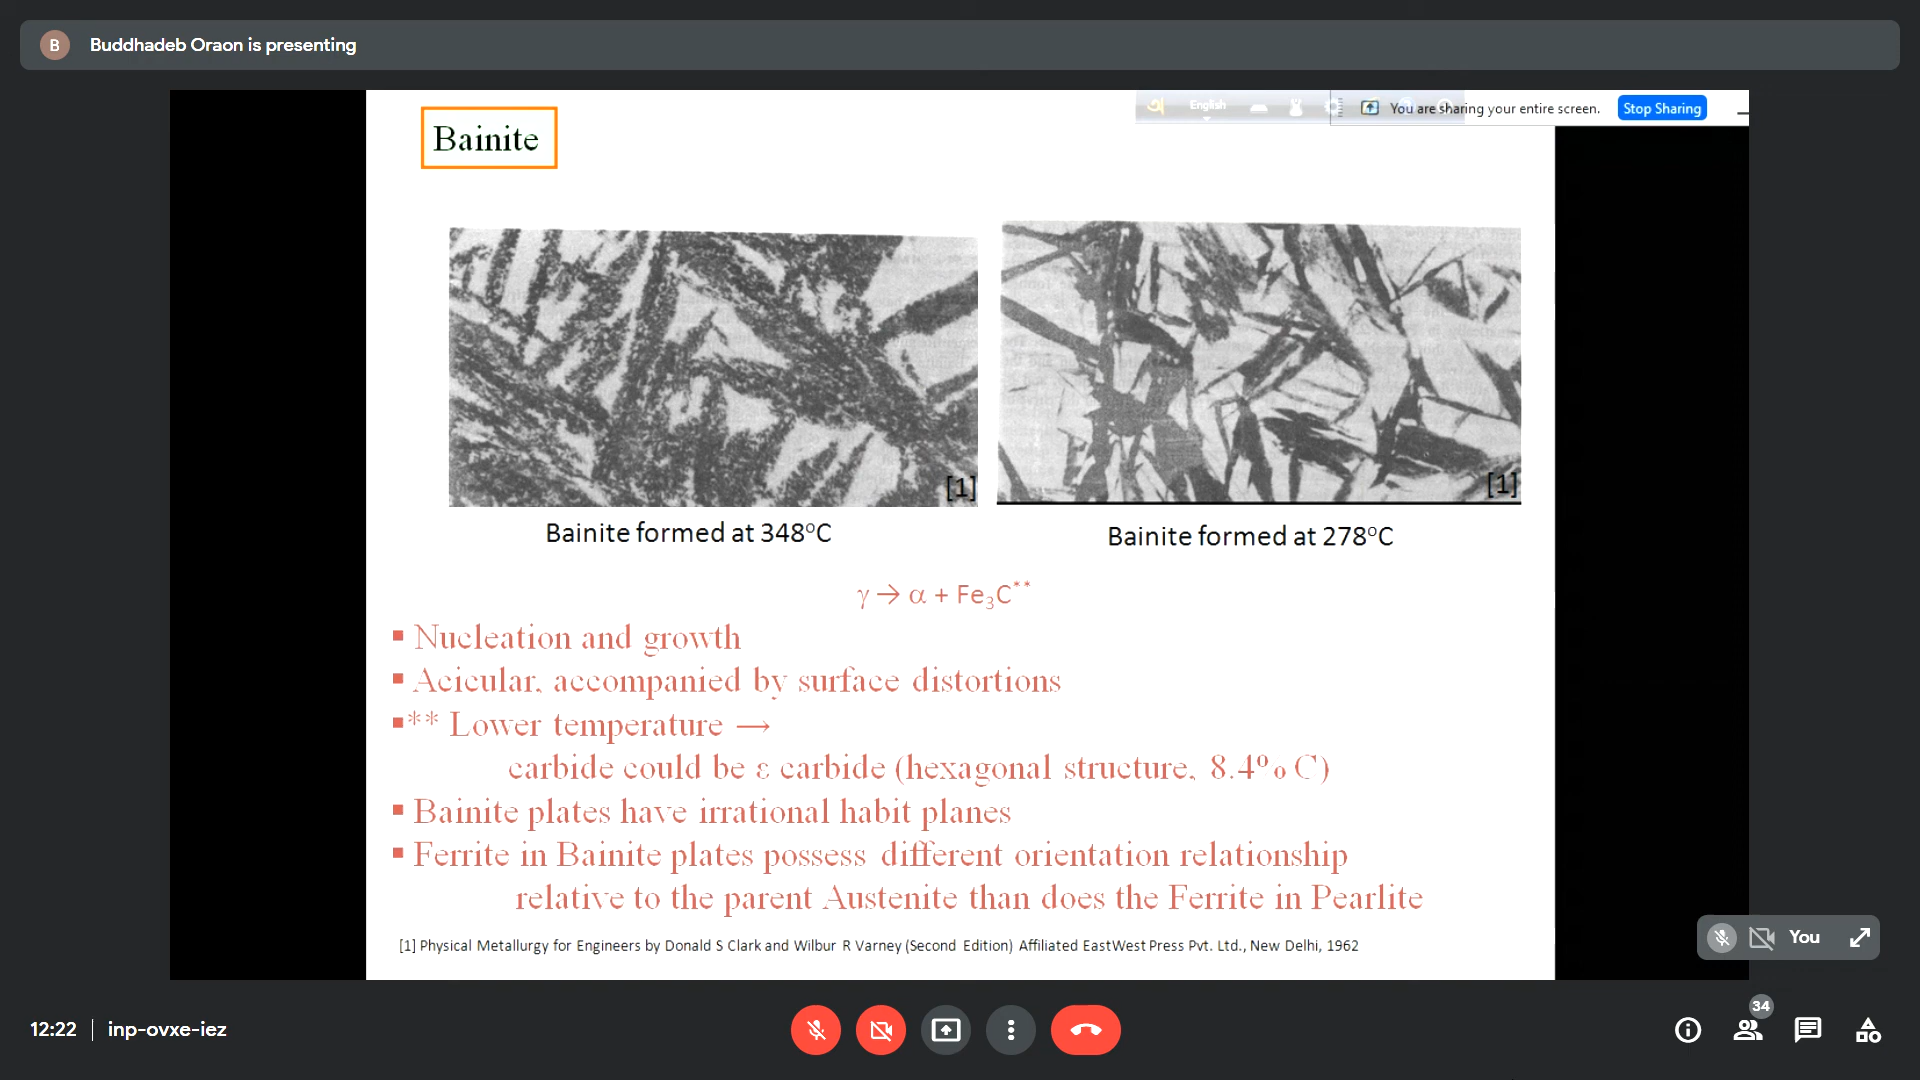 B
Buddhadeb Oraon is presenting
English
You are sharing your entire screen.
Stop Sharing
Bainite
[1]
[1]
Bainite formed at 348°C
Bainite formed at 278°C
γ → α + Fe₃C**
▪ Nucleation and growth
▪ Acicular, accompanied by surface distortions
▪ ** Lower temperature →
carbide could be ε carbide (hexagonal structure, 8.4% C)
▪ Bainite plates have irrational habit planes
▪ Ferrite in Bainite plates possess different orientation relationship
relative to the parent Austenite than does the Ferrite in Pearlite
[1] Physical Metallurgy for Engineers by Donald S Clark and Wilbur R Varney (Second Edition) Affiliated EastWest Press Pvt. Ltd., New Delhi, 1962
You
12:22 | inp-ovxe-iez
34